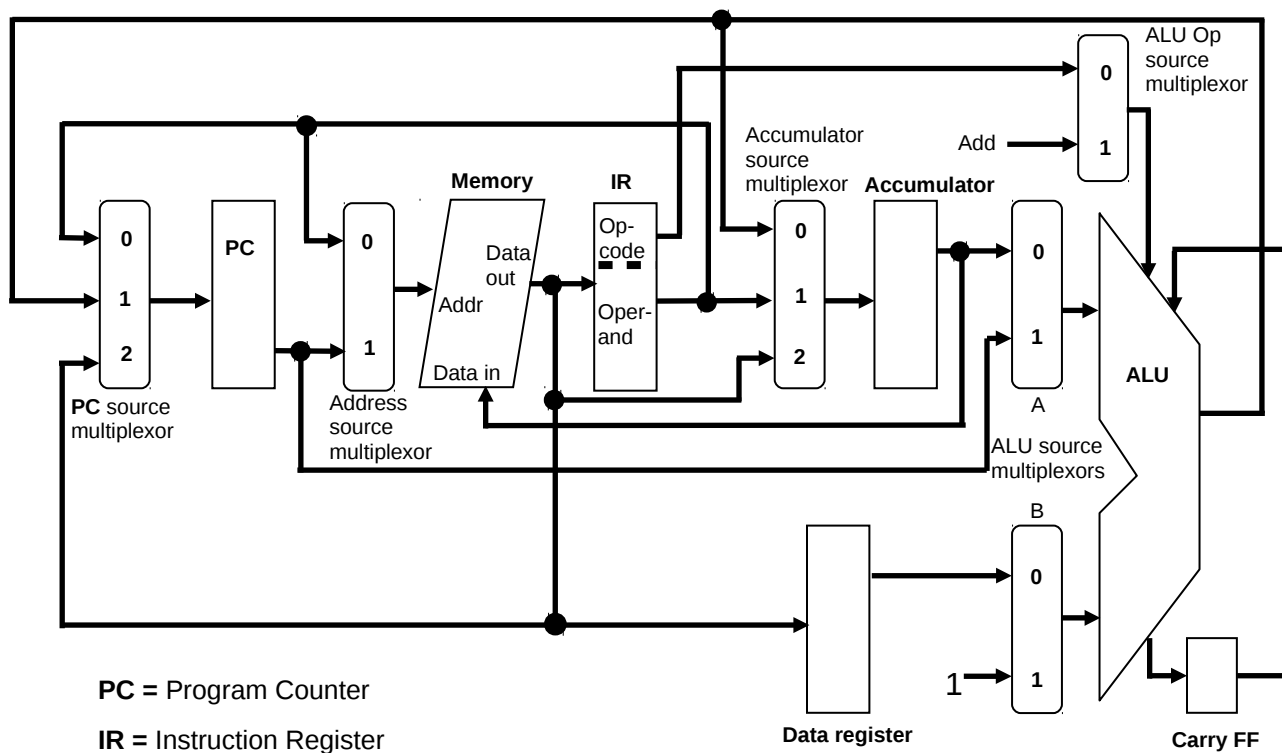 ALU Op
source
multiplexor
0
1
Add
Accumulator
source
multiplexor
Memory
IR
Accumulator
0
1
2
PC
0
1
Data
out
Addr
Data in
Op-
code
Oper-
and
0
1
2
0
1
A
ALU
PC source
multiplexor
Address
source
multiplexor
ALU source
multiplexors
B
0
1
1
PC = Program Counter
IR = Instruction Register
Data register
Carry FF